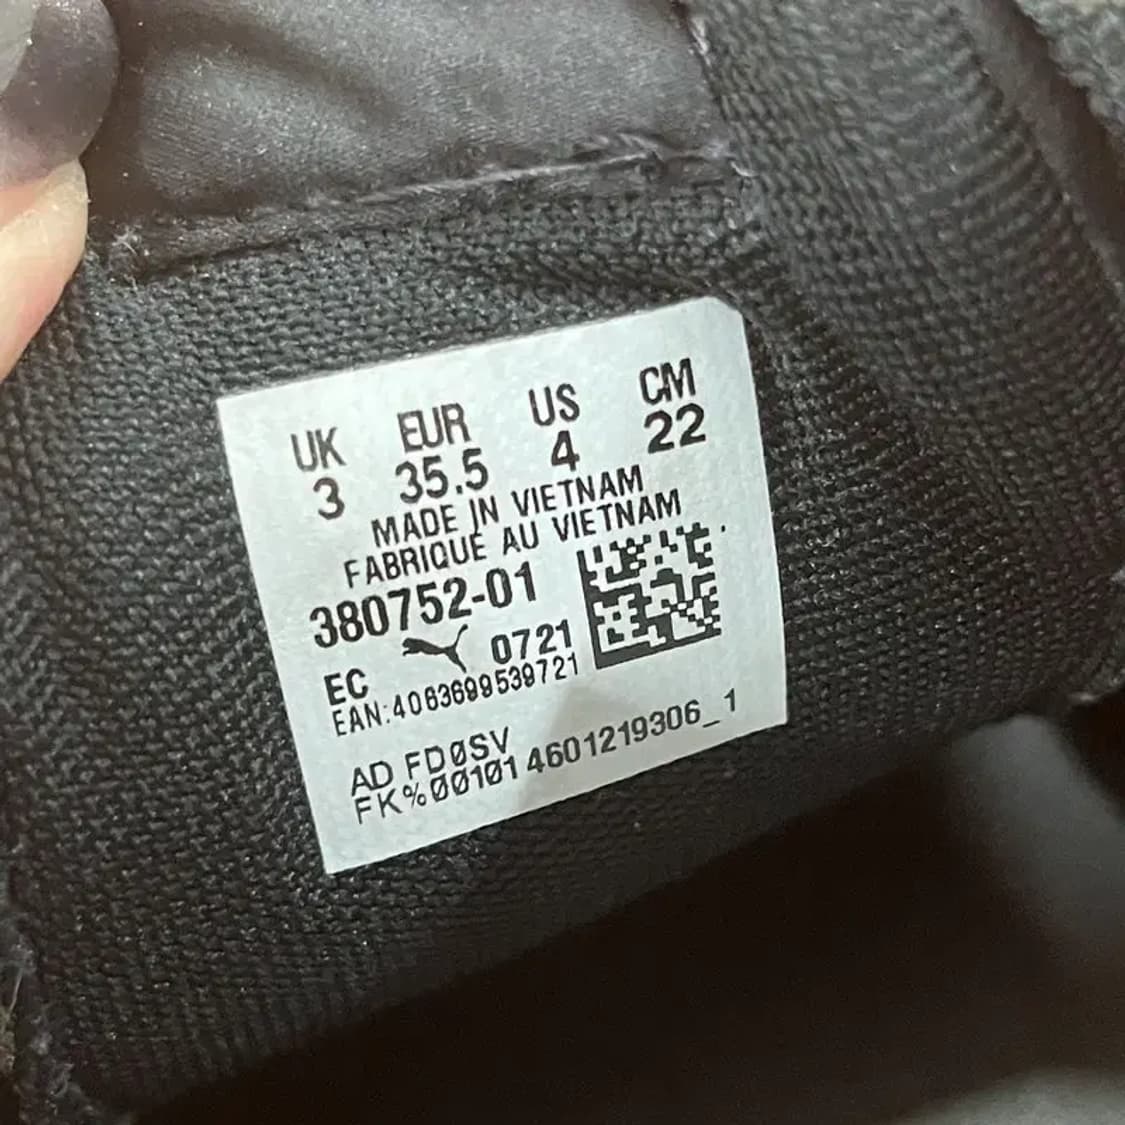 UK EUR US CM
3 35.5 4 22
MADE IN VIETNAM
FABRIQUE AU VIETNAM
380752-01
EC 0721
EAN:4063699539721
AD FD0SV
FK%00101 4601219306_1